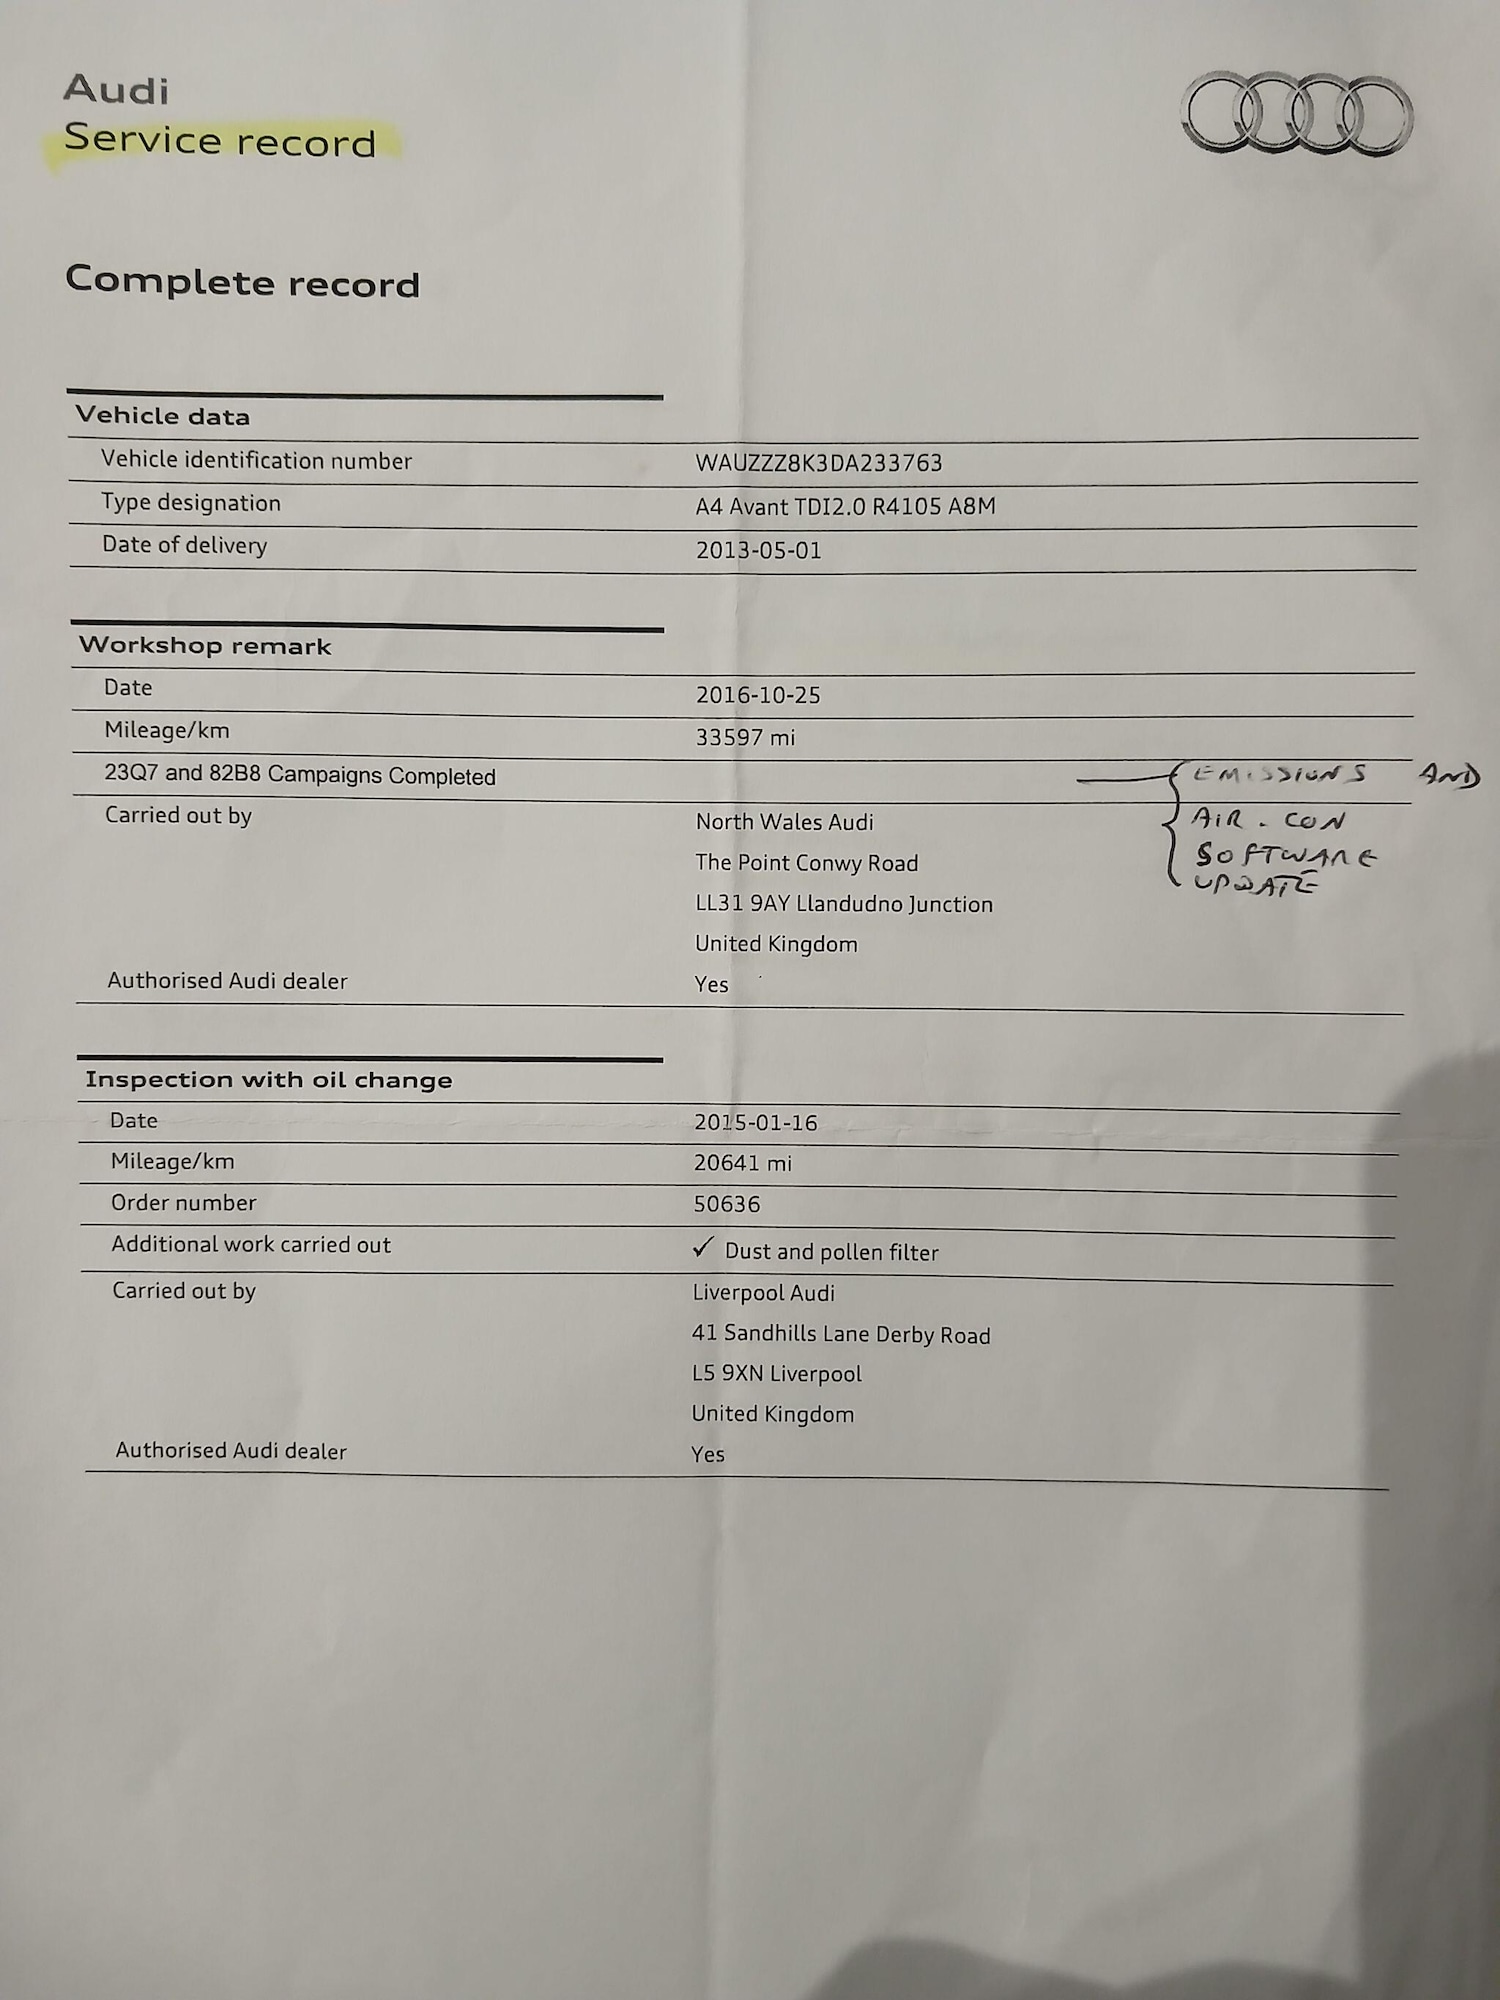 Audi
Service record
Complete record
Vehicle data
Vehicle identification number WAUZZZ8K3DA233763
Type designation A4 Avant TDI2.0 R4105 A8M
Date of delivery 2013-05-01
Workshop remark
Date 2016-10-25
Mileage/km 33597 mi
23Q7 and 82B8 Campaigns Completed EMISSIONS AND
Carried out by North Wales Audi AIR. CON
The Point Conwy Road SOFTWARE
UPDATE
LL31 9AY Llandudno Junction
United Kingdom
Authorised Audi dealer Yes
Inspection with oil change
Date 2015-01-16
Mileage/km 20641 mi
Order number 50636
Additional work carried out ✓ Dust and pollen filter
Carried out by Liverpool Audi
41 Sandhills Lane Derby Road
L5 9XN Liverpool
United Kingdom
Authorised Audi dealer Yes